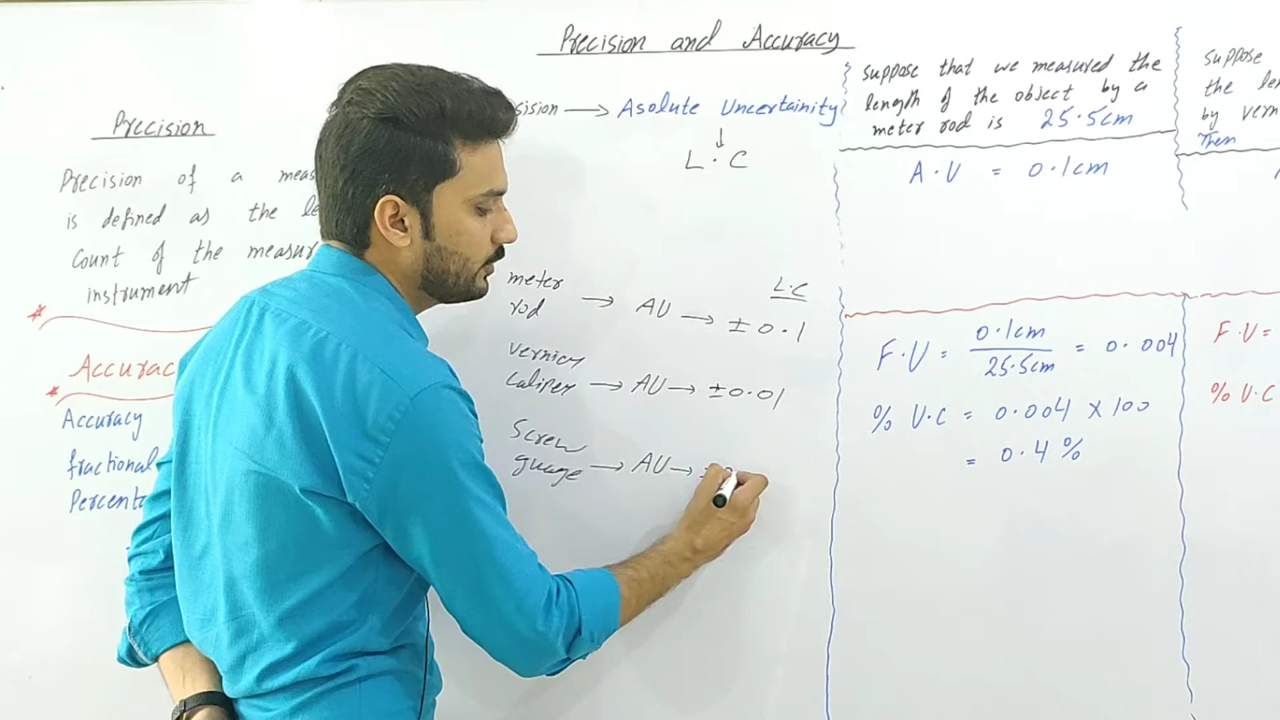 Precision and Accuracy
Precision
Precision of a meas
is defined as the le
Count of the measur
instrument
Accurac
Accuracy
fractional
Percent
ision → Asolute Uncertainity
↓
L.C
L.C
meter
rod → AU → ±0.1
vernier
caliper → AU → ±0.01
Screw
guage → AU →
suppose that we measured the
length of the object by a
meter rod is 25.5cm
A.U = 0.1cm
F.U = 0.1cm / 25.5cm = 0.004
% U.C = 0.004 × 100
= 0.4 %
suppose
the len
by vern
Then
F.U =
% U.C